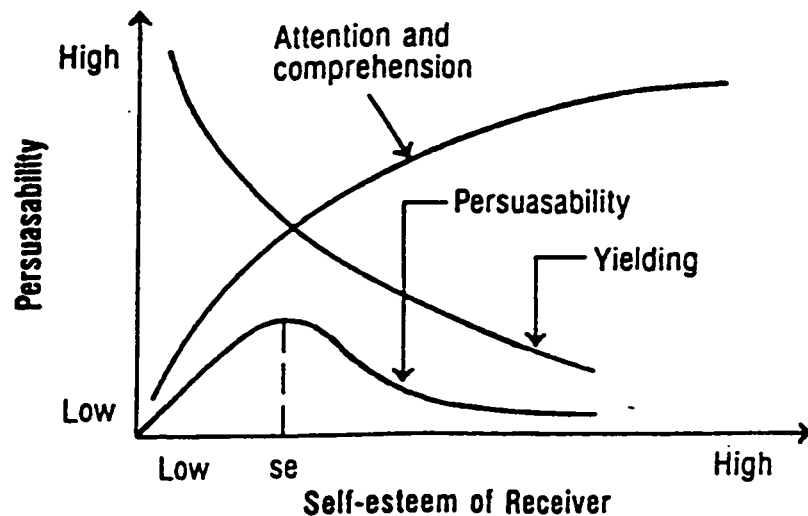 High
Attention and
comprehension
Persuasability
Persuasability
Yielding
Low
Low
se
High
Self-esteem of Receiver